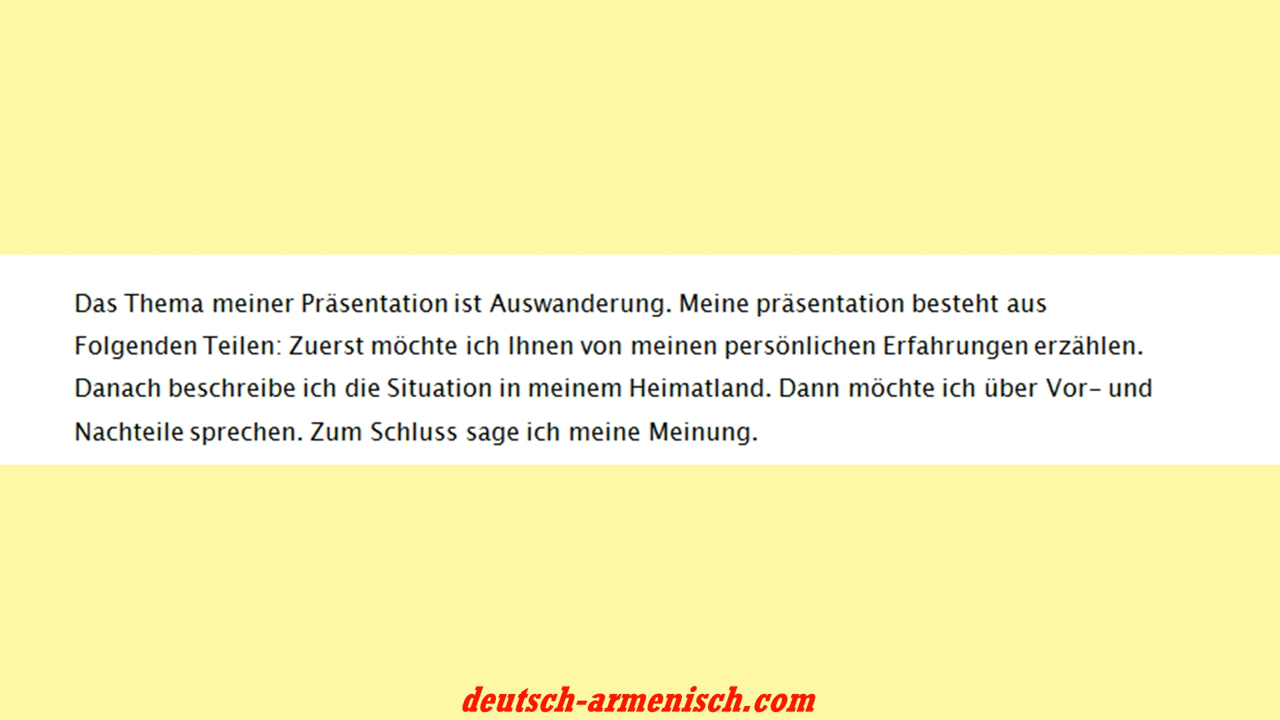 Das Thema meiner Präsentation ist Auswanderung. Meine präsentation besteht aus
Folgenden Teilen: Zuerst möchte ich Ihnen von meinen persönlichen Erfahrungen erzählen.
Danach beschreibe ich die Situation in meinem Heimatland. Dann möchte ich über Vor- und
Nachteile sprechen. Zum Schluss sage ich meine Meinung.
deutsch-armenisch.com